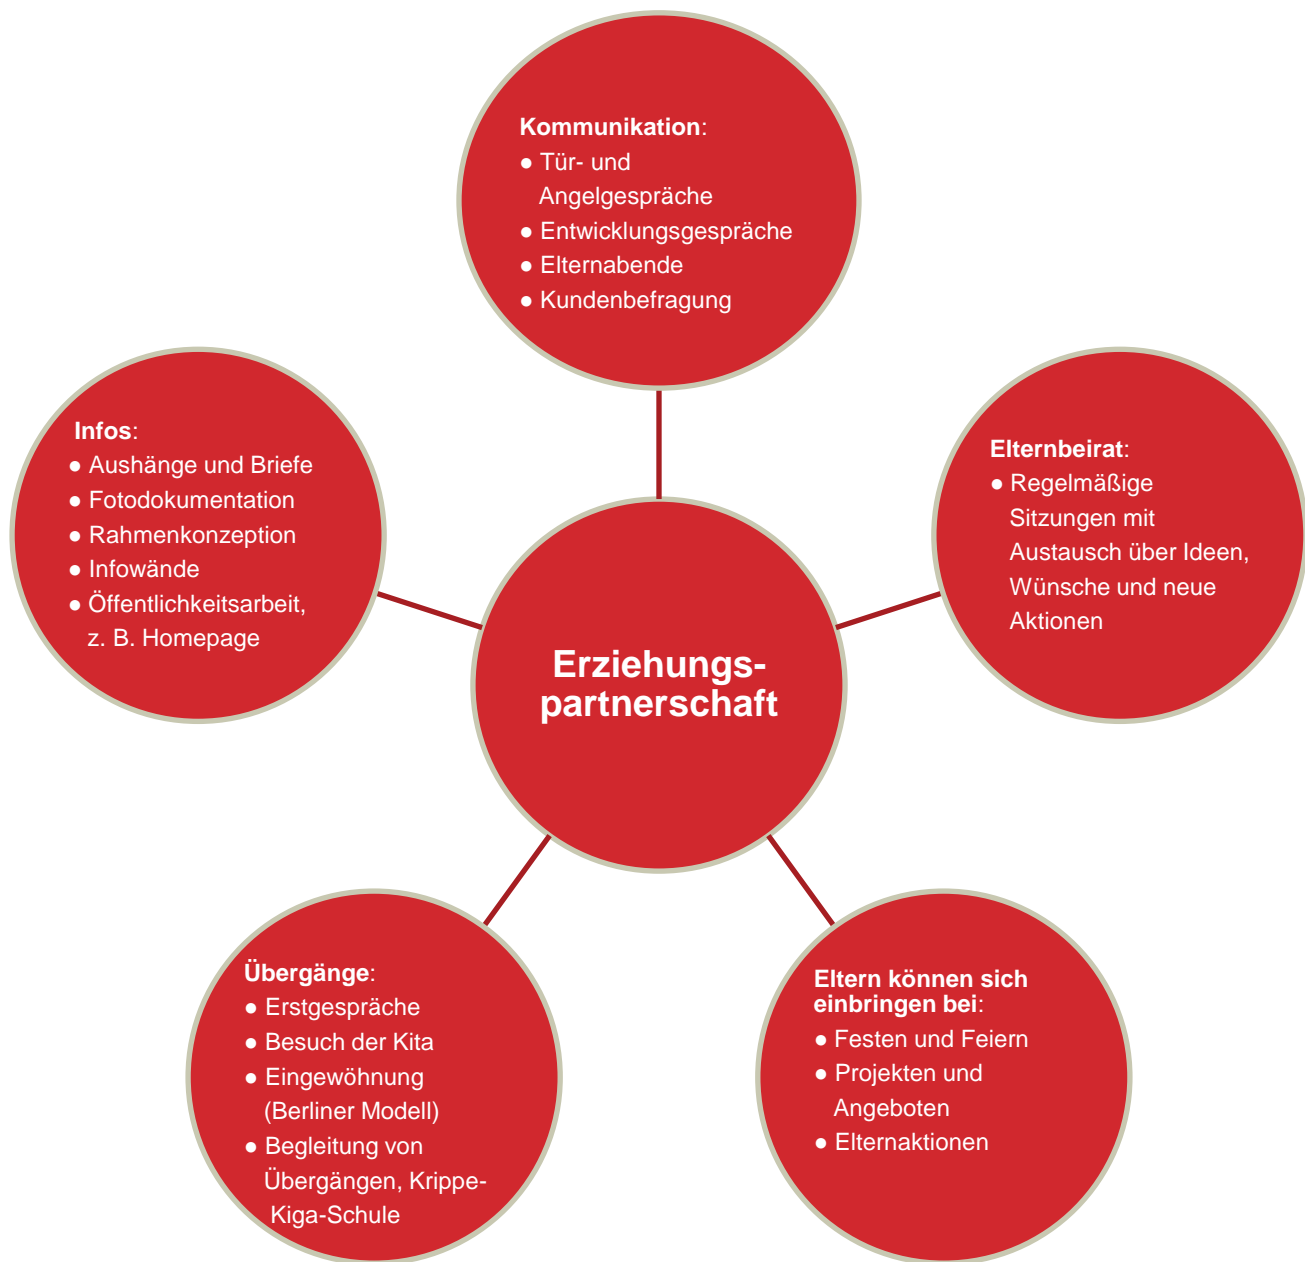 Kommunikation:
● Tür- und
Angelgespräche
● Entwicklungsgespräche
● Elternabende
● Kundenbefragung
Infos:
● Aushänge und Briefe
● Fotodokumentation
● Rahmenkonzeption
● Infowände
● Öffentlichkeitsarbeit,
z. B. Homepage
Elternbeirat:
● Regelmäßige
Sitzungen mit
Austausch über Ideen,
Wünsche und neue
Aktionen
Erziehungs-
partnerschaft
Übergänge:
● Erstgespräche
● Besuch der Kita
● Eingewöhnung
(Berliner Modell)
● Begleitung von
Übergängen, Krippe-
Kiga-Schule
Eltern können sich
einbringen bei:
● Festen und Feiern
● Projekten und
Angeboten
● Elternaktionen